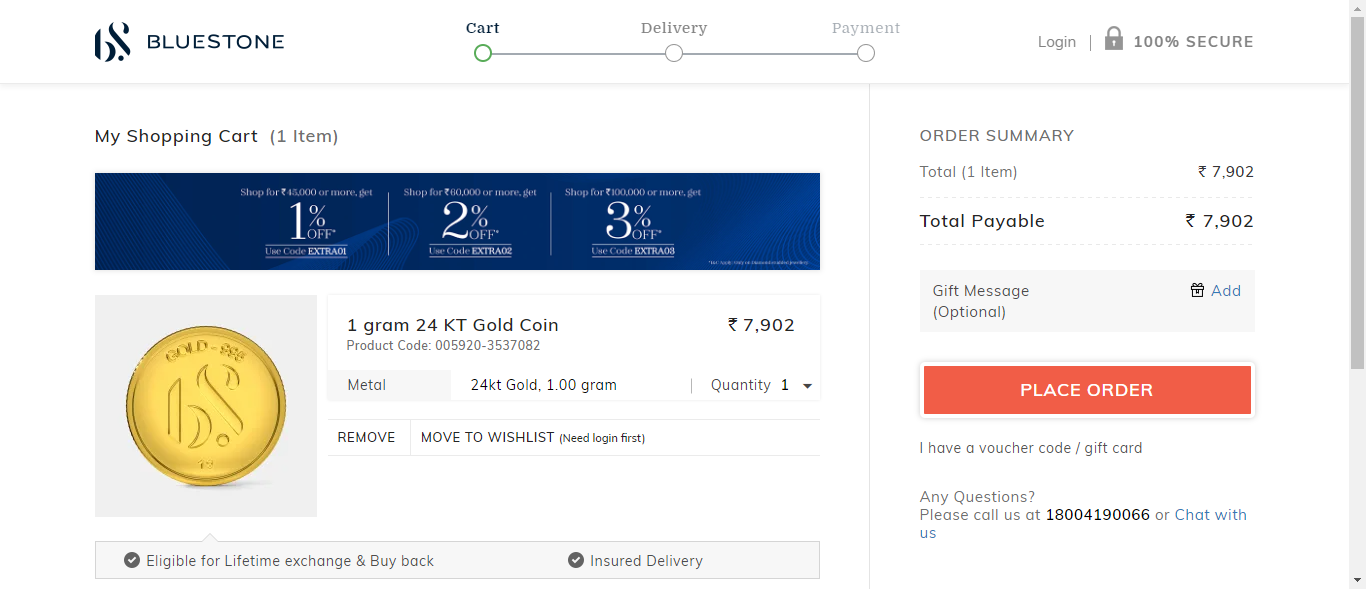 BLUESTONE
Cart
Delivery
Payment
Login
100% SECURE
My Shopping Cart (1 Item)
Shop for ₹45,000 or more, get
1% OFF*
Use Code EXTRA01
Shop for ₹60,000 or more, get
2% OFF*
Use Code EXTRA02
Shop for ₹100,000 or more, get
3% OFF*
Use Code EXTRA03
GOLD - 995
1 gram 24 KT Gold Coin
₹ 7,902
Product Code: 005920-3537082
Metal
24kt Gold, 1.00 gram
Quantity 1
REMOVE
MOVE TO WISHLIST (Need login first)
Eligible for Lifetime exchange & Buy back
Insured Delivery
ORDER SUMMARY
Total (1 Item) ₹ 7,902
Total Payable ₹ 7,902
Gift Message
(Optional)
Add
PLACE ORDER
I have a voucher code / gift card
Any Questions?
Please call us at 18004190066 or Chat with
us